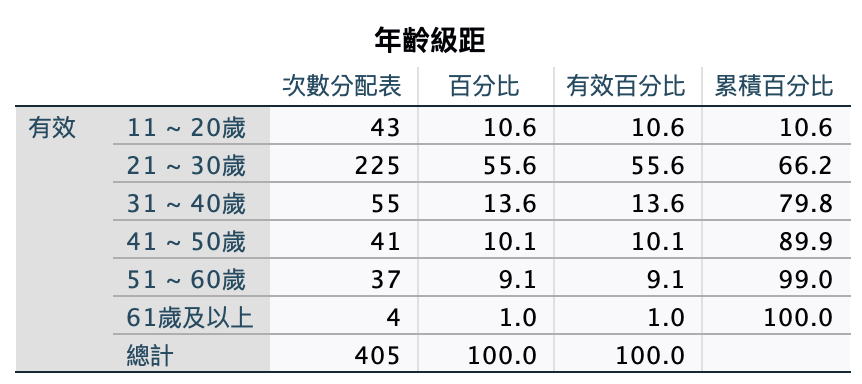 年齡級距
次數分配表 百分比 有效百分比 累積百分比
有效 11 ~ 20歲 43 10.6 10.6 10.6
21 ~ 30歲 225 55.6 55.6 66.2
31 ~ 40歲 55 13.6 13.6 79.8
41 ~ 50歲 41 10.1 10.1 89.9
51 ~ 60歲 37 9.1 9.1 99.0
61歲及以上 4 1.0 1.0 100.0
總計 405 100.0 100.0